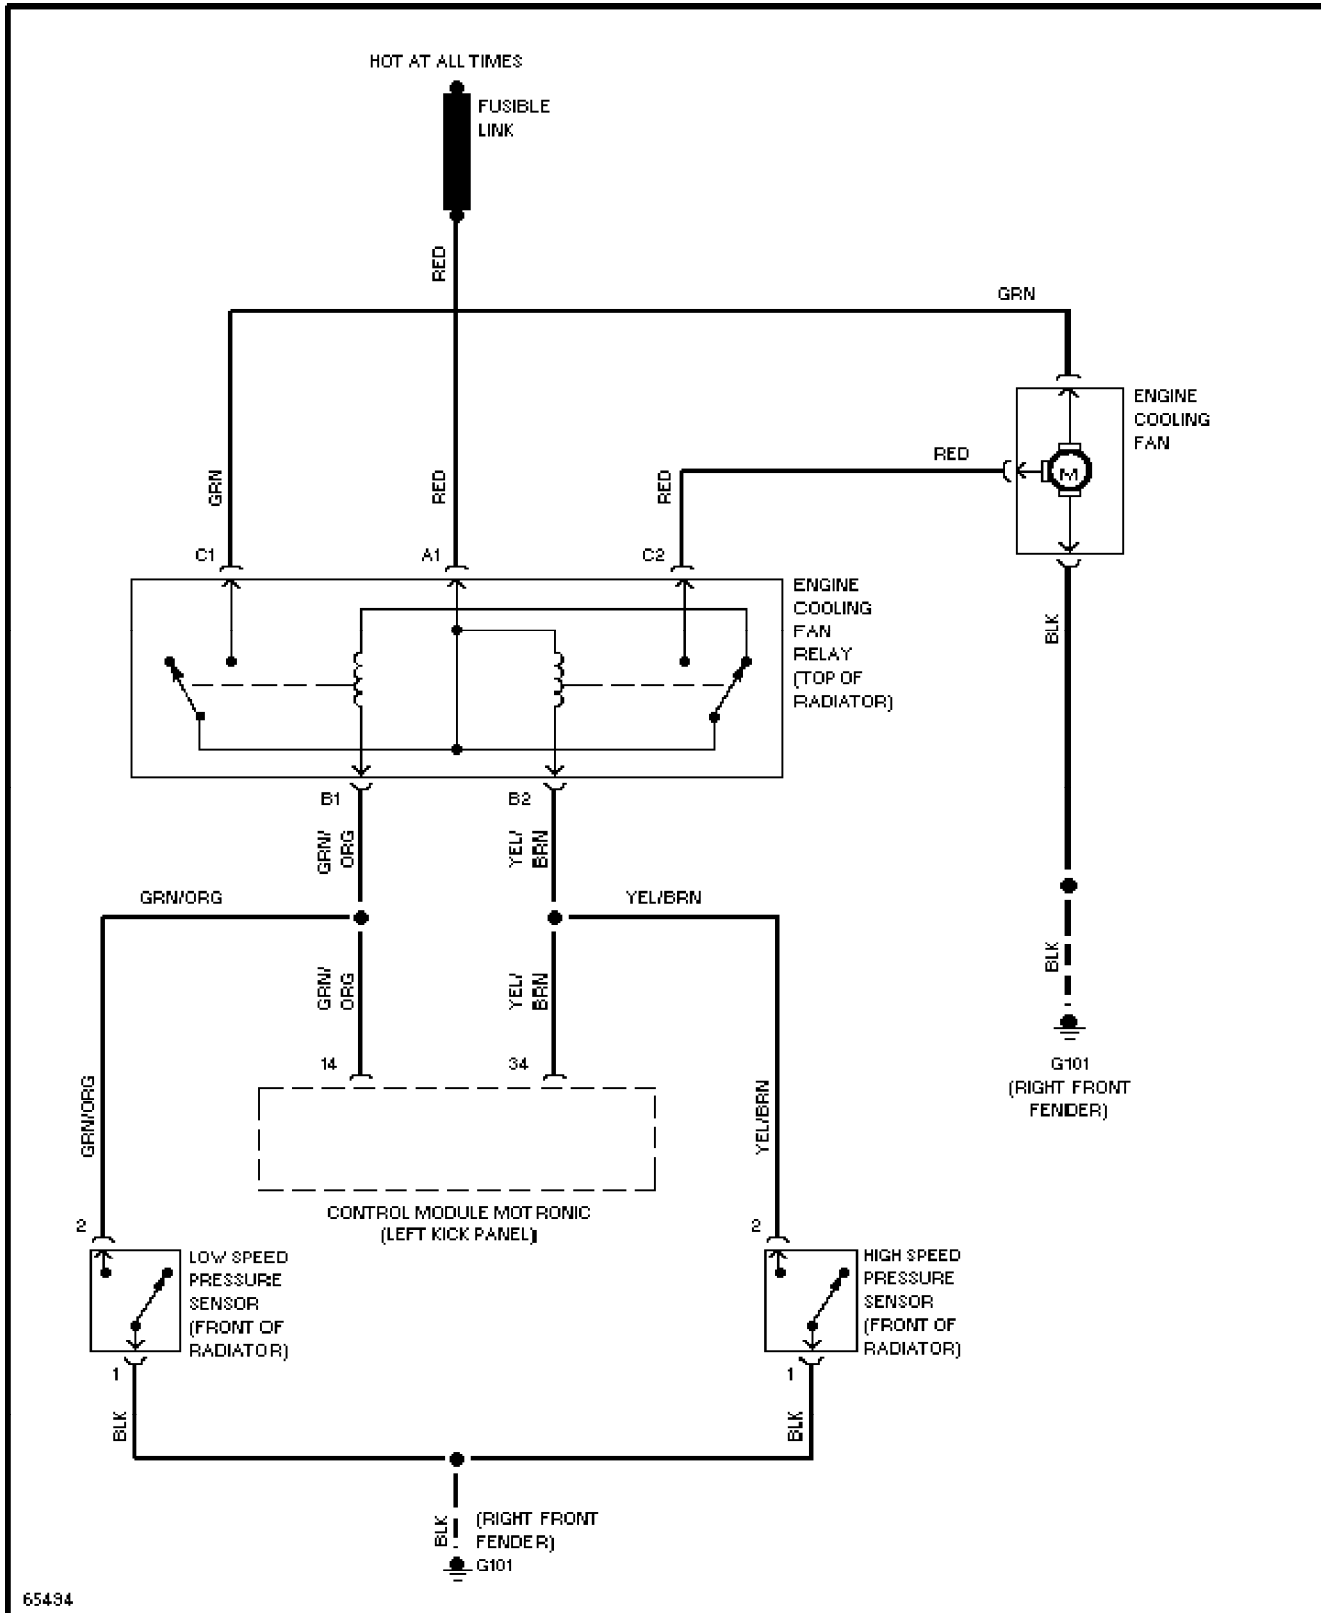 HOT AT ALL TIMES
FUSIBLE
LINK
RED
GRN
ENGINE
COOLING
FAN
RED
M
GRN
RED
RED
C1
A1
C2
ENGINE
COOLING
FAN
RELAY
(TOP OF
RADIATOR)
BLK
B1
B2
GRN/
ORG
YEL/
BRN
GRN/ORG
YEL/BRN
GRN/
ORG
YEL/
BRN
BLK
14
34
G101
(RIGHT FRONT
FENDER)
GRN/ORG
YEL/BRN
CONTROL MODULE MOTRONIC
(LEFT KICK PANEL)
2
2
LOW SPEED
PRESSURE
SENSOR
(FRONT OF
RADIATOR)
HIGH SPEED
PRESSURE
SENSOR
(FRONT OF
RADIATOR)
1
1
BLK
BLK
BLK
(RIGHT FRONT
FENDER)
G101
65494